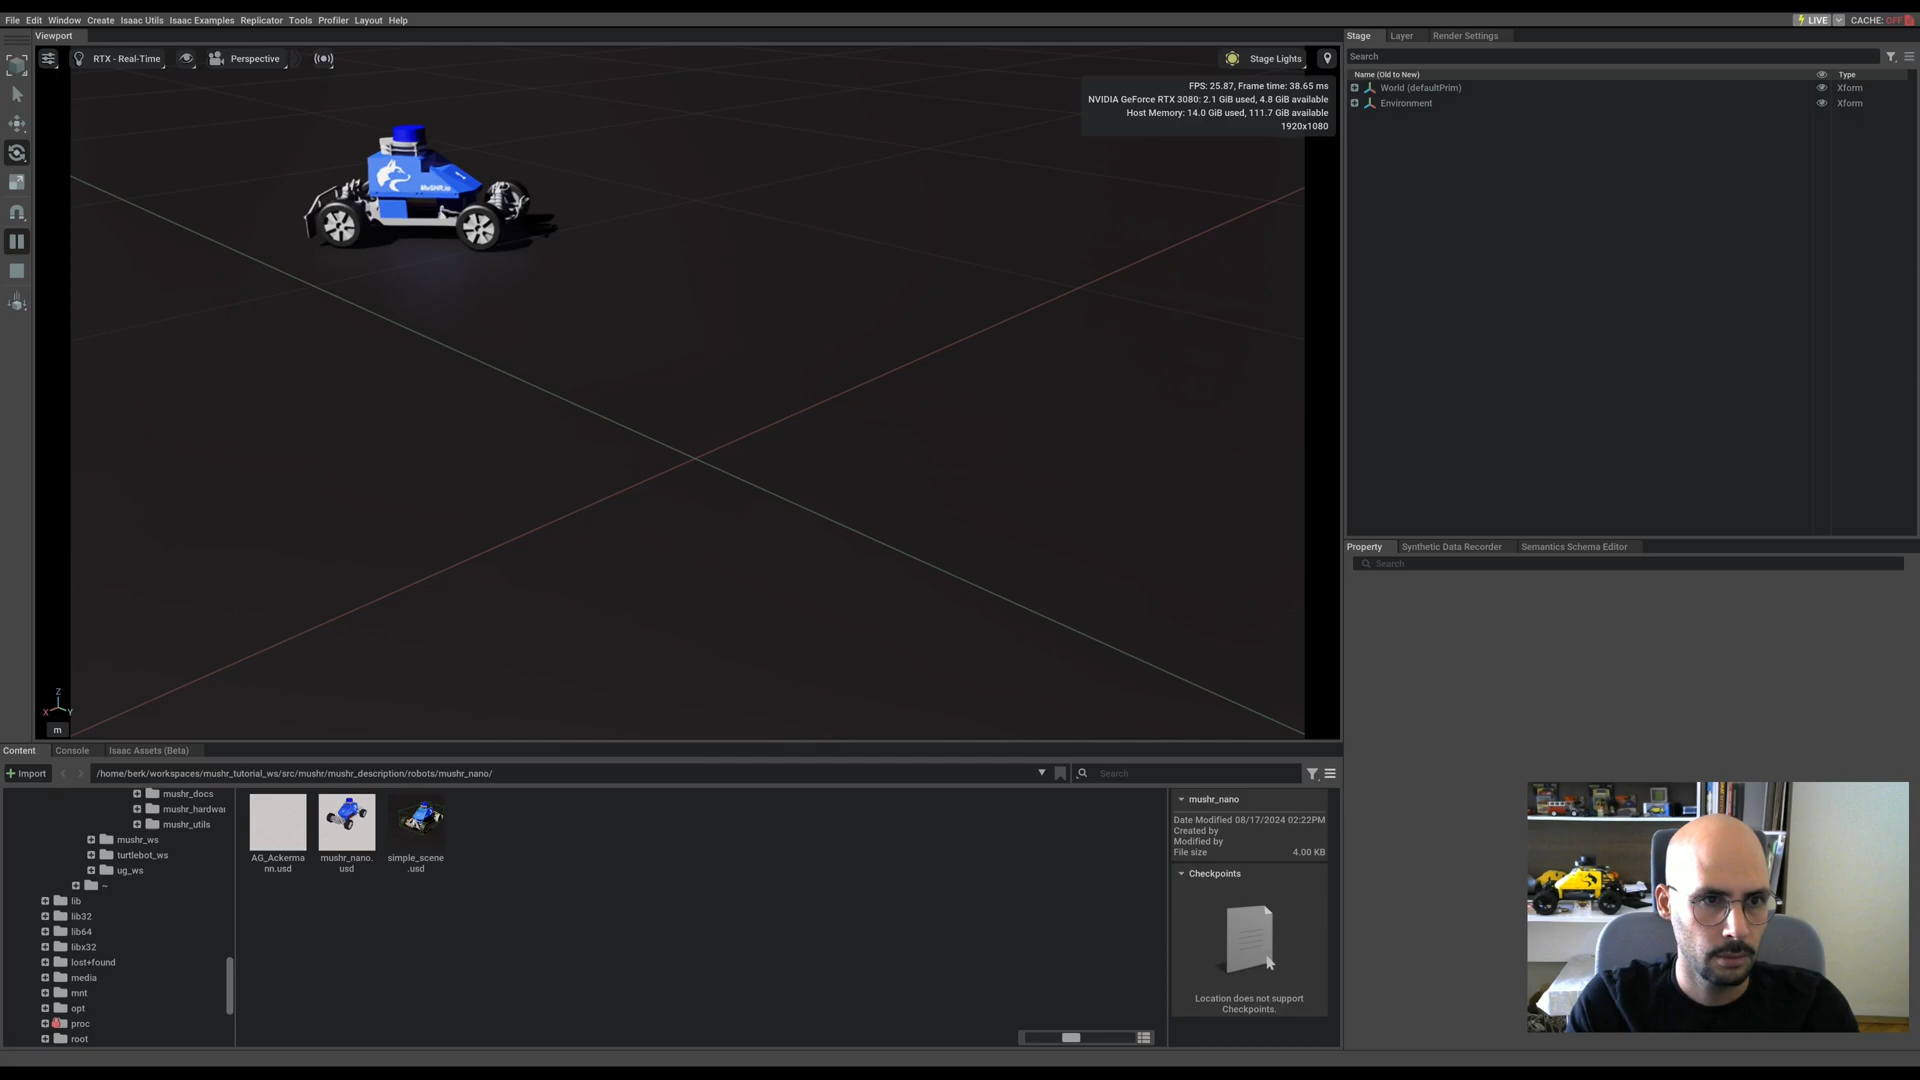 File Edit Window Create Isaac Utils Isaac Examples Replicator Tools Profiler Layout Help
LIVE CACHE: OFF
Viewport
RTX - Real-Time Perspective Stage Lights
FPS: 25.87, Frame time: 38.65 ms
NVIDIA GeForce RTX 3080: 2.1 GiB used, 4.8 GiB available
Host Memory: 14.0 GiB used, 111.7 GiB available
1920x1080
MuSHR.io
Z
X Y
m
Stage Layer Render Settings
Search
Name (Old to New) Type
World (defaultPrim) Xform
Environment Xform
Property Synthetic Data Recorder Semantics Schema Editor
Search
Content Console Isaac Assets (Beta)
Import /home/berk/workspaces/mushr_tutorial_ws/src/mushr/mushr_description/robots/mushr_nano/ Search
mushr_docs
mushr_hardwar
mushr_utils
mushr_ws
turtlebot_ws
ug_ws
~
lib
lib32
lib64
libx32
lost+found
media
mnt
opt
proc
root
AG_Ackerma
nn.usd
mushr_nano.
usd
simple_scene
.usd
mushr_nano
Date Modified 08/17/2024 02:22PM
Created by
Modified by
File size 4.00 KB
Checkpoints
Location does not support
Checkpoints.